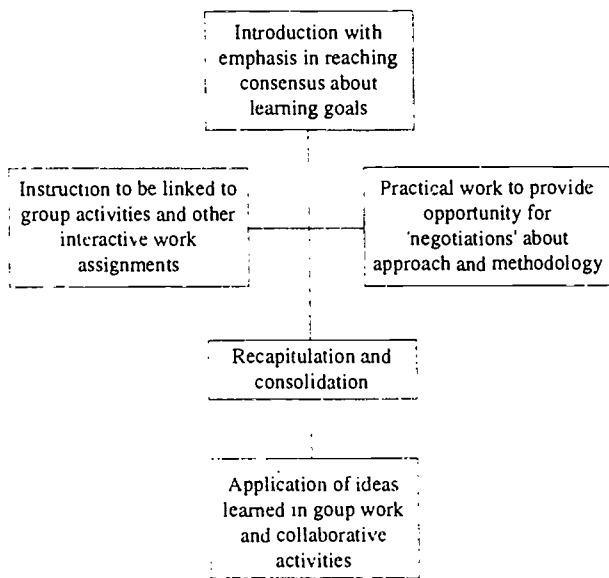 Introduction with
emphasis in reaching
consensus about
learning goals
Instruction to be linked to
group activities and other
interactive work
assignments
Practical work to provide
opportunity for
'negotiations' about
approach and methodology
Recapitulation and
consolidation
Application of ideas
learned in goup work
and collaborative
activities